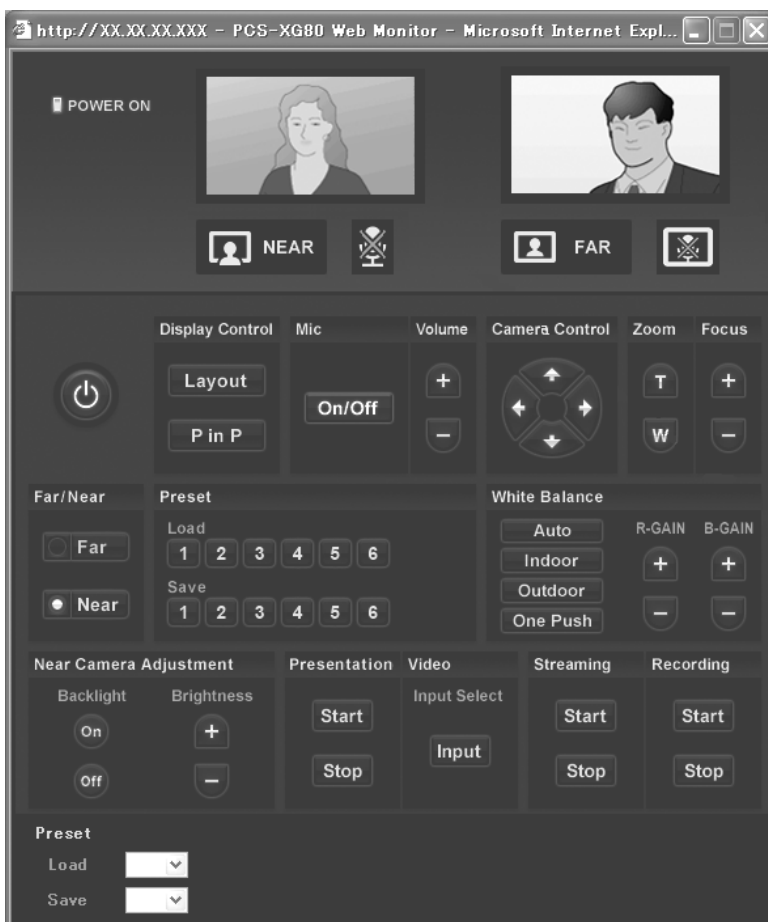 http://XX.XX.XX.XXX - PCS-XG80 Web Monitor - Microsoft Internet Expl...
POWER ON
NEAR
FAR
Display Control Mic Volume Camera Control Zoom Focus
Layout
On/Off
P in P
+ T +
- W -
Far/Near Preset White Balance
Load
Far
1 2 3 4 5 6
Auto R-GAIN B-GAIN
Indoor + +
Save
Near
1 2 3 4 5 6
Outdoor
One Push - -
Near Camera Adjustment Presentation Video Streaming Recording
Backlight Brightness Input Select
On + Start Start Start
Input
Off - Stop Stop Stop
Preset
Load
Save